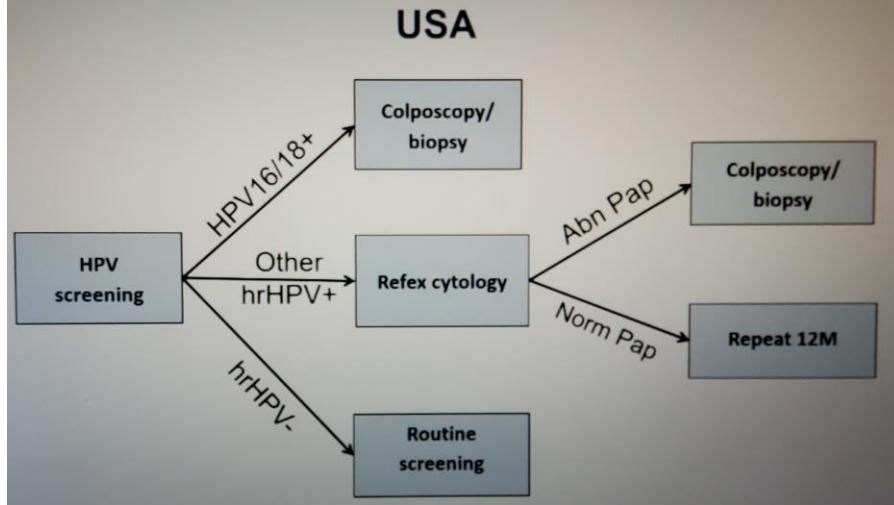 USA
Colposcopy/
biopsy
HPV16/18+
HPV
screening
Other
hrHPV+
Refex cytology
Abn Pap
Colposcopy/
biopsy
Norm Pap
Repeat 12M
hrHPV-
Routine
screening